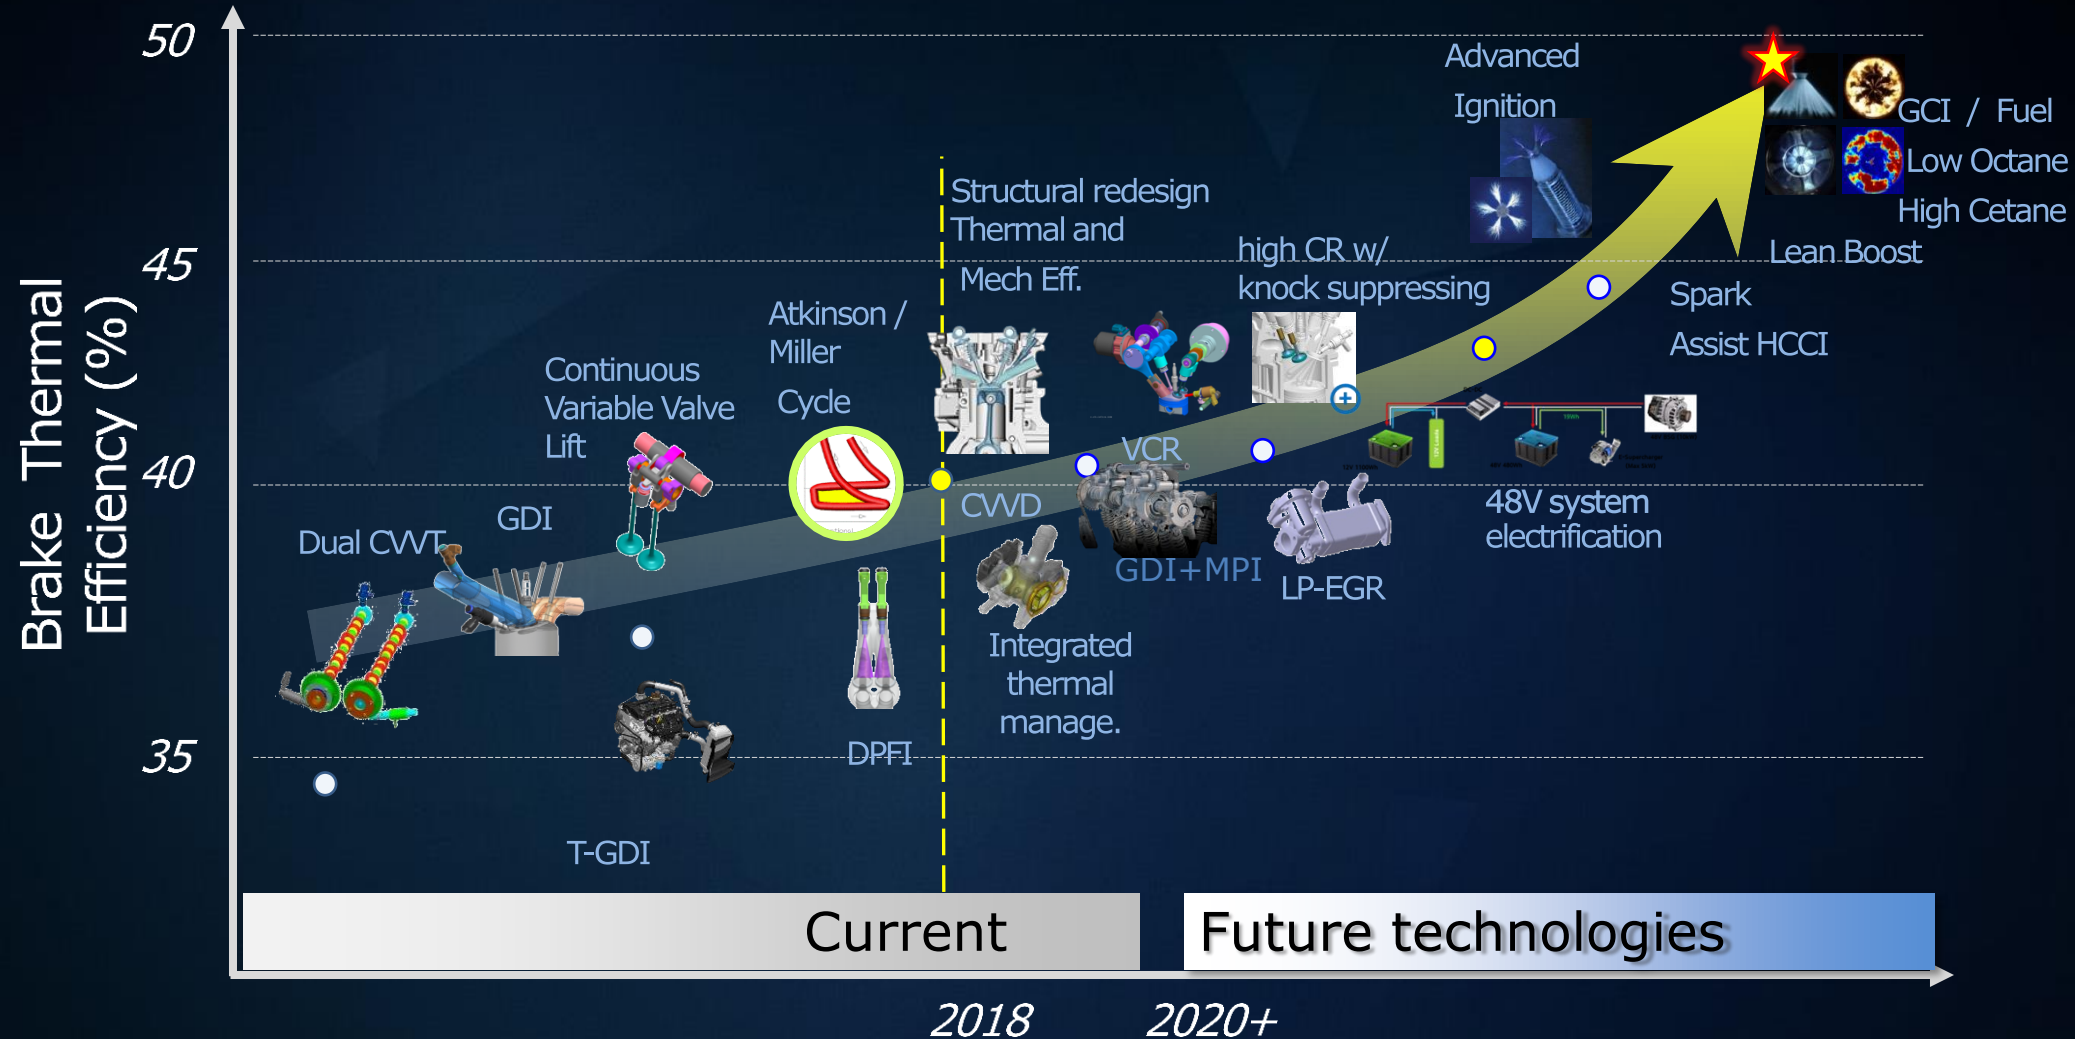 50
45
40
35
Brake Thermal
Efficiency (%)
Dual CVVT
GDI
Continuous
Variable Valve
Lift
T-GDI
Atkinson /
Miller
Cycle
DPFI
Structural redesign
Thermal and
Mech Eff.
CVVD
Integrated
thermal
manage.
VCR
GDI+MPI
high CR w/
knock suppressing
LP-EGR
48V system
electrification
Advanced
Ignition
GCI / Fuel
Low Octane
High Cetane
Lean Boost
Spark
Assist HCCI
Current
Future technologies
2018
2020+